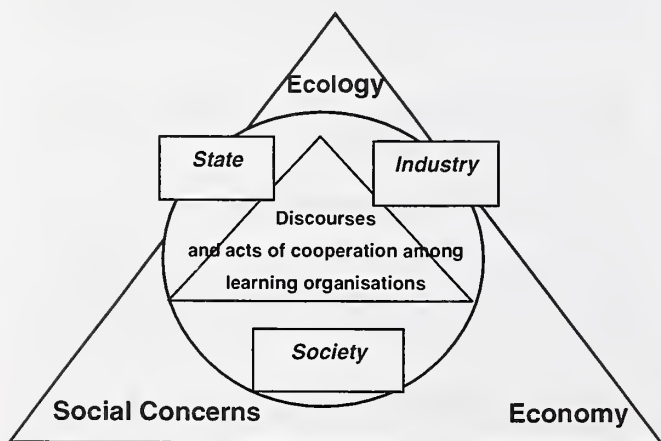 Ecology
State
Industry
Discourses
and acts of cooperation among
learning organisations
Society
Social Concerns
Economy